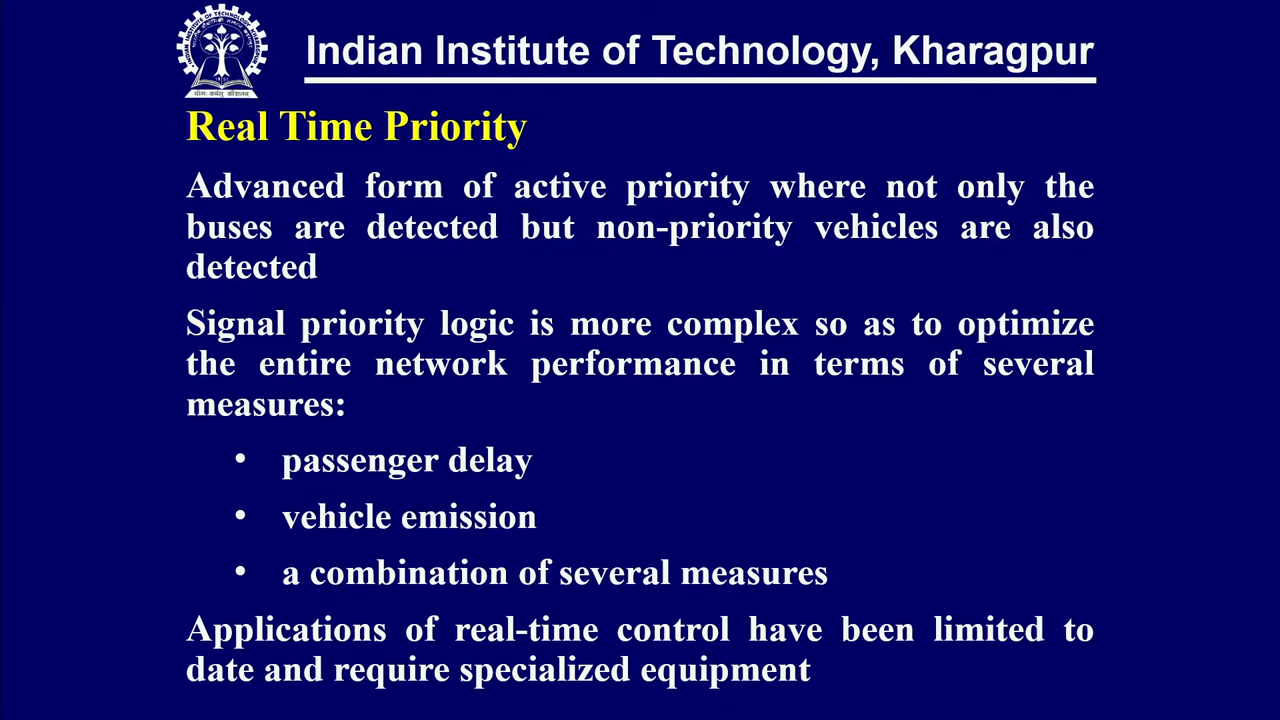 Indian Institute of Technology, Kharagpur
Real Time Priority
Advanced form of active priority where not only the
buses are detected but non-priority vehicles are also
detected
Signal priority logic is more complex so as to optimize
the entire network performance in terms of several
measures:
• passenger delay
• vehicle emission
• a combination of several measures
Applications of real-time control have been limited to
date and require specialized equipment